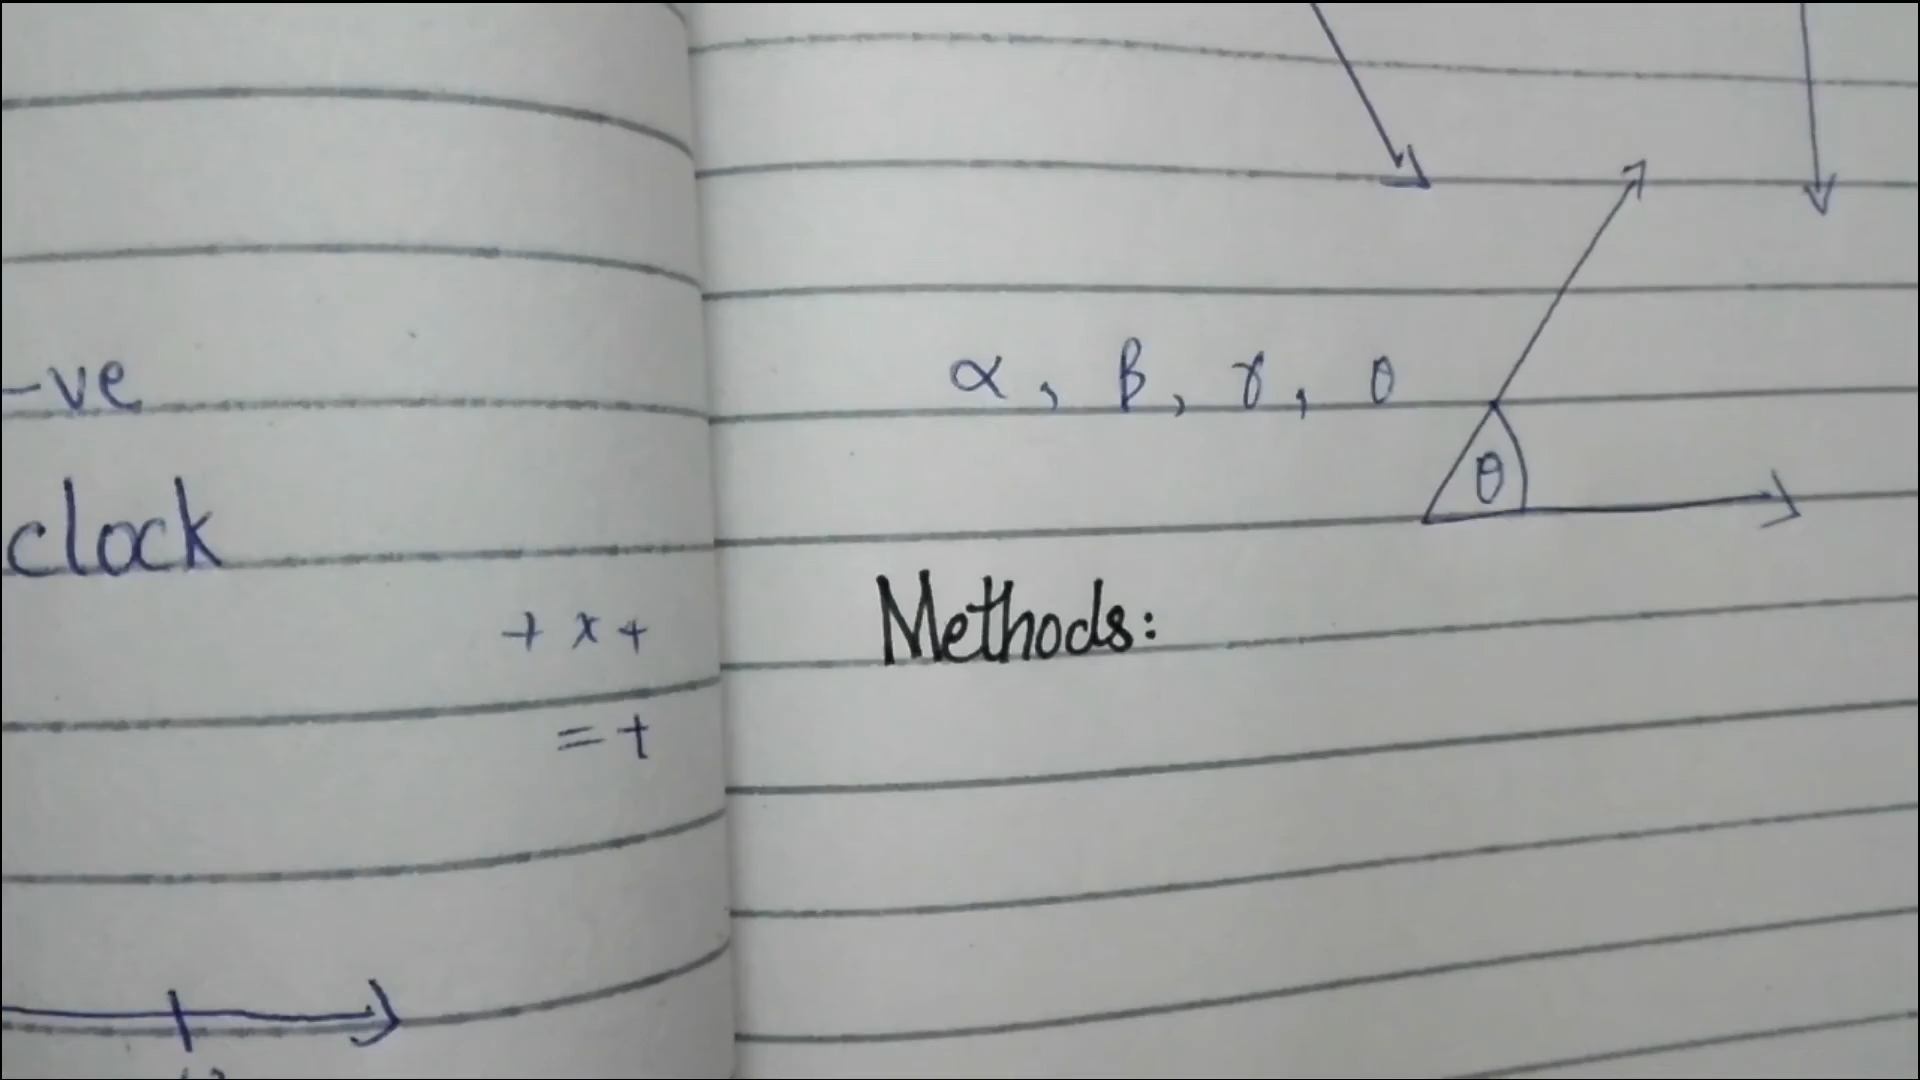 -ve
clock
+ x +
= +
α, β, γ, θ
θ
Methods: